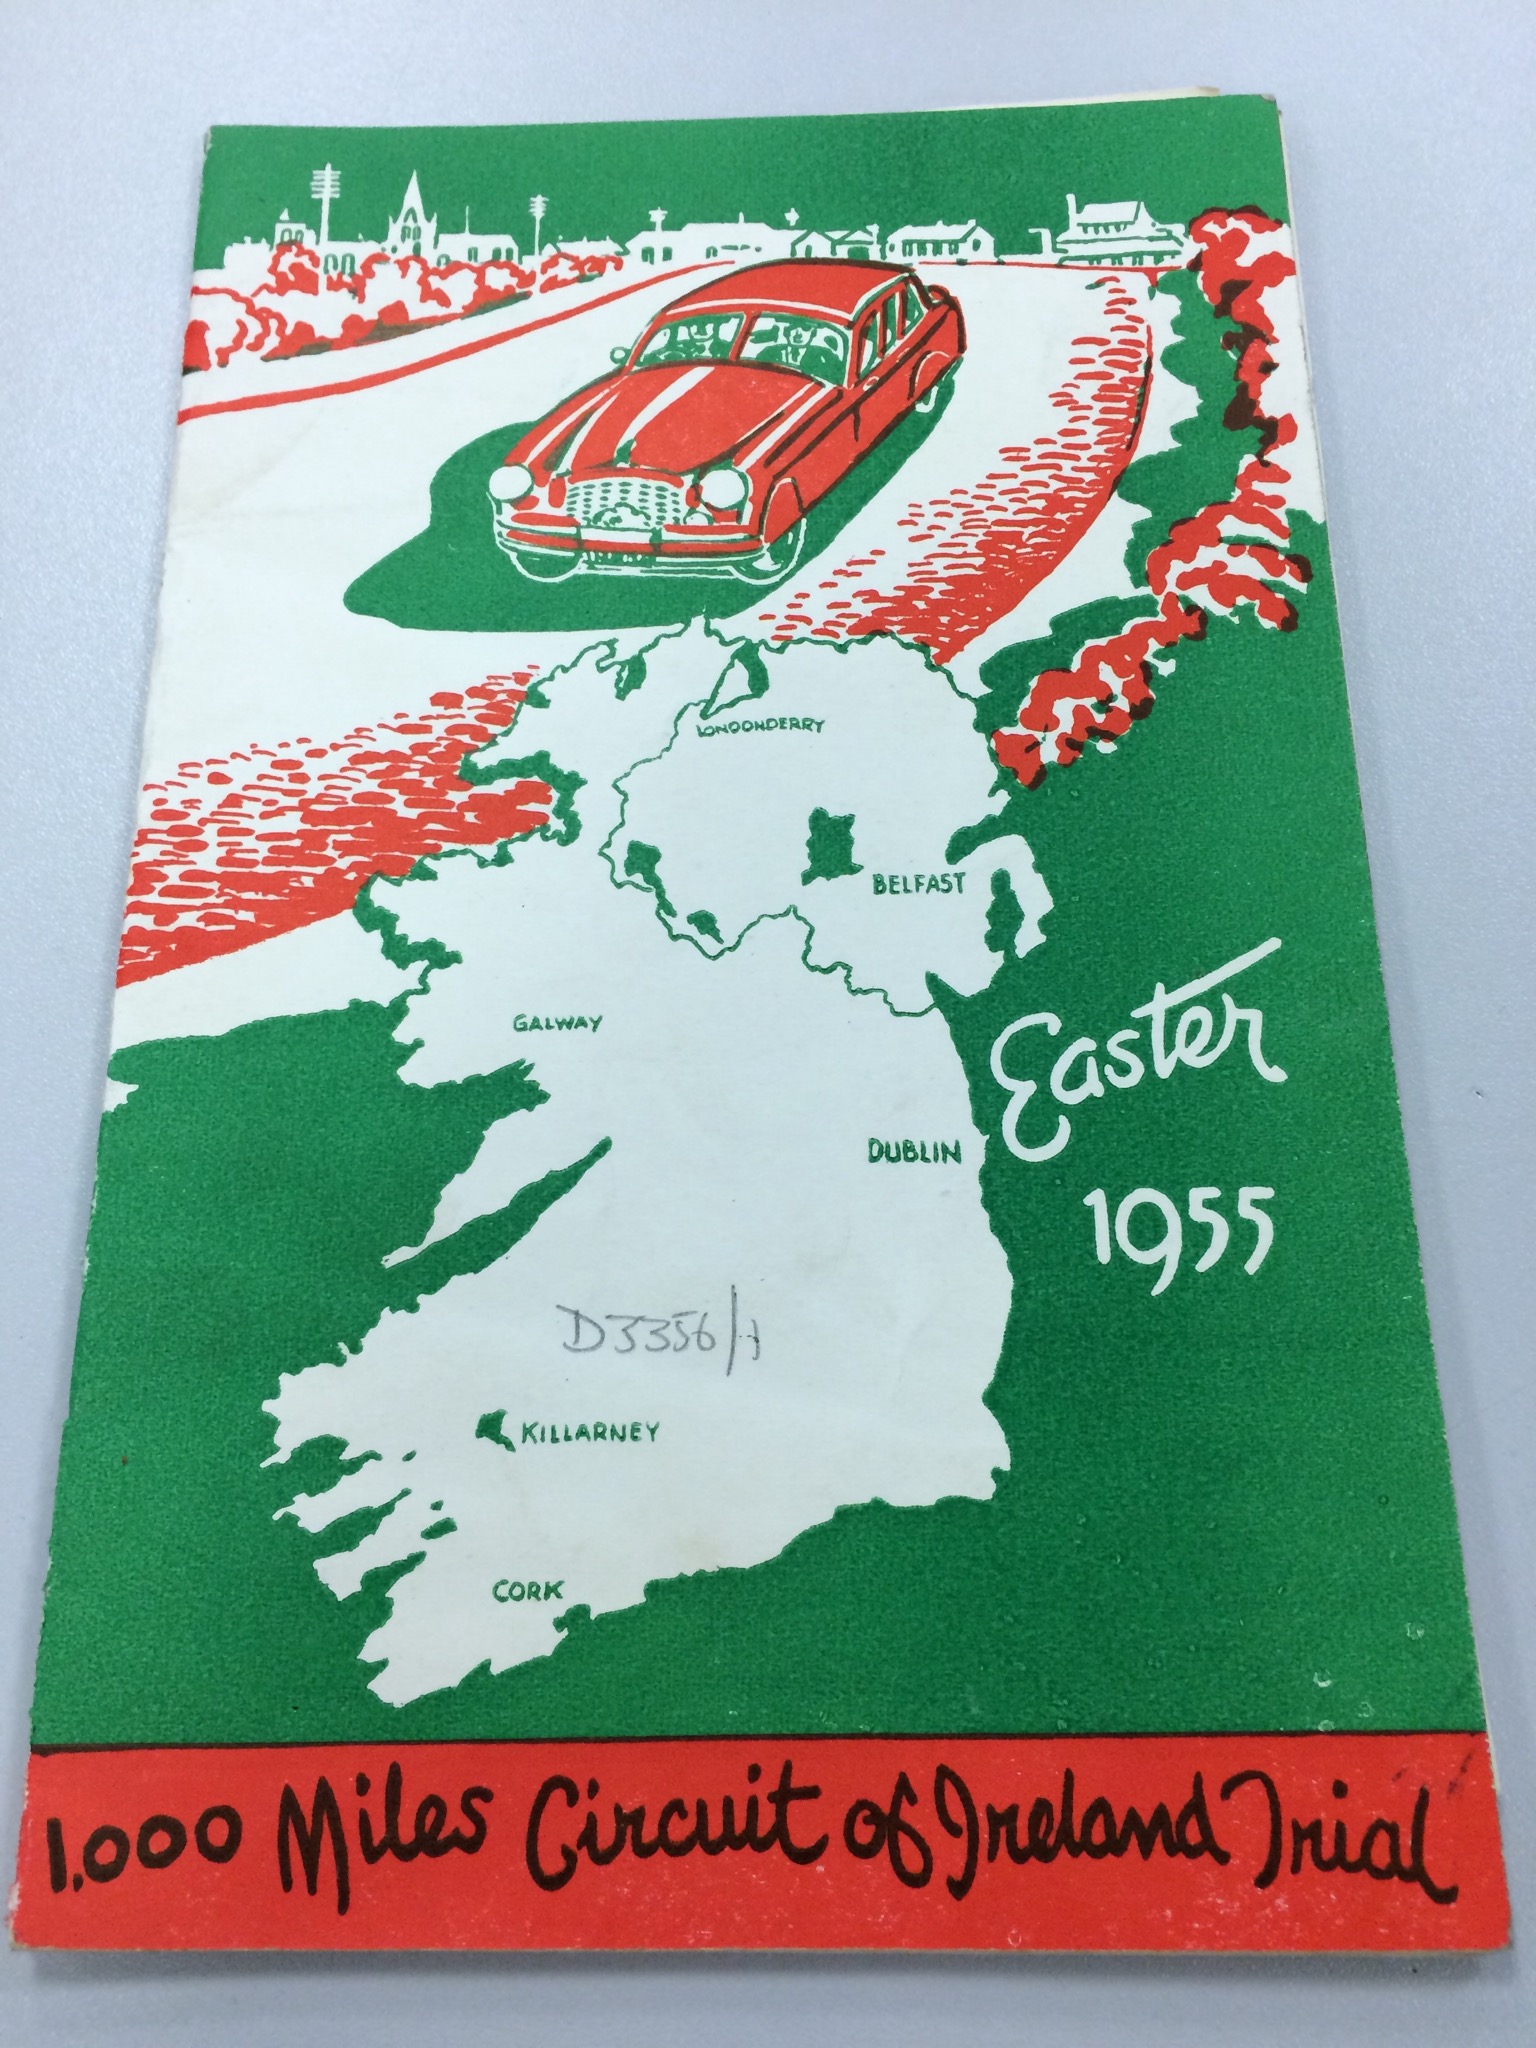 LONDONDERRY
BELFAST
GALWAY
Easter
DUBLIN
1955
D3356/1
KILLARNEY
CORK
1.000 Miles Circuit of Ireland Trial